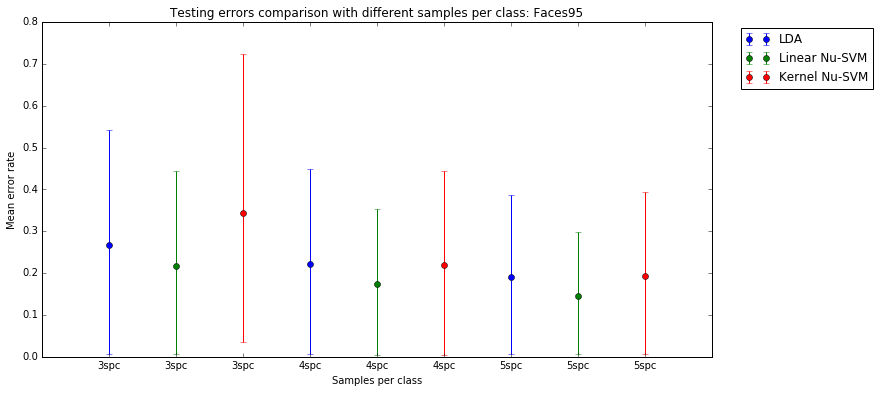 Testing errors comparison with different samples per class: Faces95
LDA
Linear Nu-SVM
Kernel Nu-SVM
Mean error rate
0.8
0.7
0.6
0.5
0.4
0.3
0.2
0.1
0.0
3spc 3spc 3spc 4spc 4spc 4spc 5spc 5spc 5spc
Samples per class